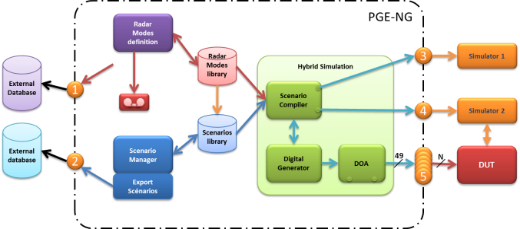 PGE-NG
Radar
Modes
definition
Radar
Modes
library
Hybrid Simulation
3
Simulator 1
External
Database
1
Scenario
Compiler
4
Simulator 2
External
database
2
Scenario
Manager
Export
Scénarios
Scenarios
library
Digital
Generator
DOA
49
5
N
DUT